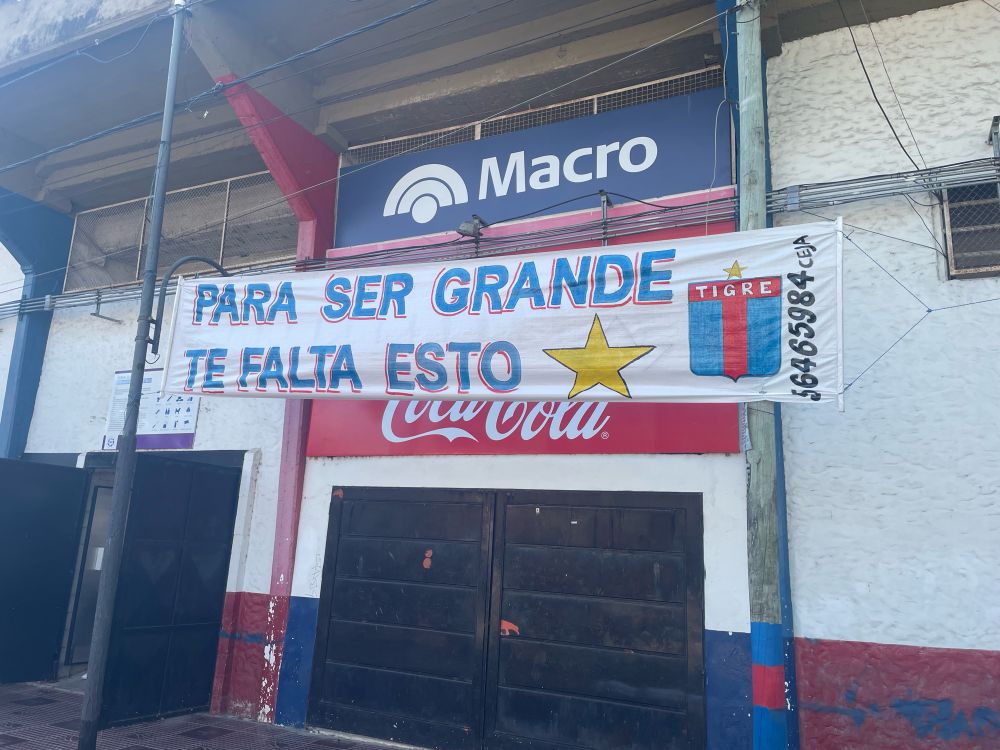 Macro
PARA SER GRANDE
TE FALTA ESTO
TIGRE
56465984 CEJA
Coca-Cola